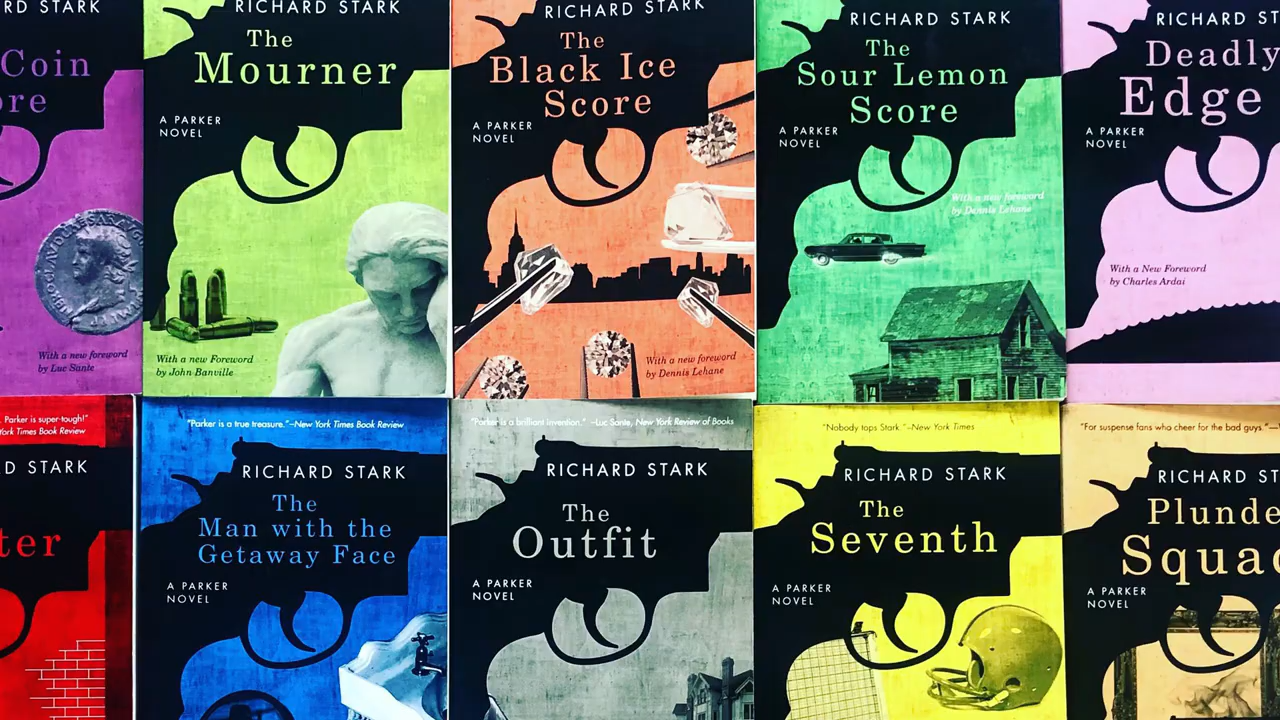 RD STARK
Coin
ore
With a new foreword
by Luc Sante
RICHARD STARK
The
Mourner
A PARKER
NOVEL
With a new Foreword
by John Banville
RICHARD STARK
The
Black Ice
Score
A PARKER
NOVEL
With a new foreword
by Dennis Lehane
RICHARD STARK
The
Sour Lemon
Score
A PARKER
NOVEL
With a new foreword
by Dennis Lehane
RICHARD ST
Deadly
Edge
A PARKER
NOVEL
With a New Foreword
by Charles Ardai
Parker is super-tough!"
York Times Book Review
RD STARK
ter
"Parker is a true treasure."–New York Times Book Review
RICHARD STARK
The
Man with the
Getaway Face
A PARKER
NOVEL
"Parker is a brilliant invention." –Luc Sante, New York Review of Books
RICHARD STARK
The
Outfit
A PARKER
NOVEL
"Nobody tops Stark."–New York Times
RICHARD STARK
The
Seventh
A PARKER
NOVEL
"For suspense fans who cheer for the bad guys."—
RICHARD ST
Plunde
Squad
A PARKER
NOVEL